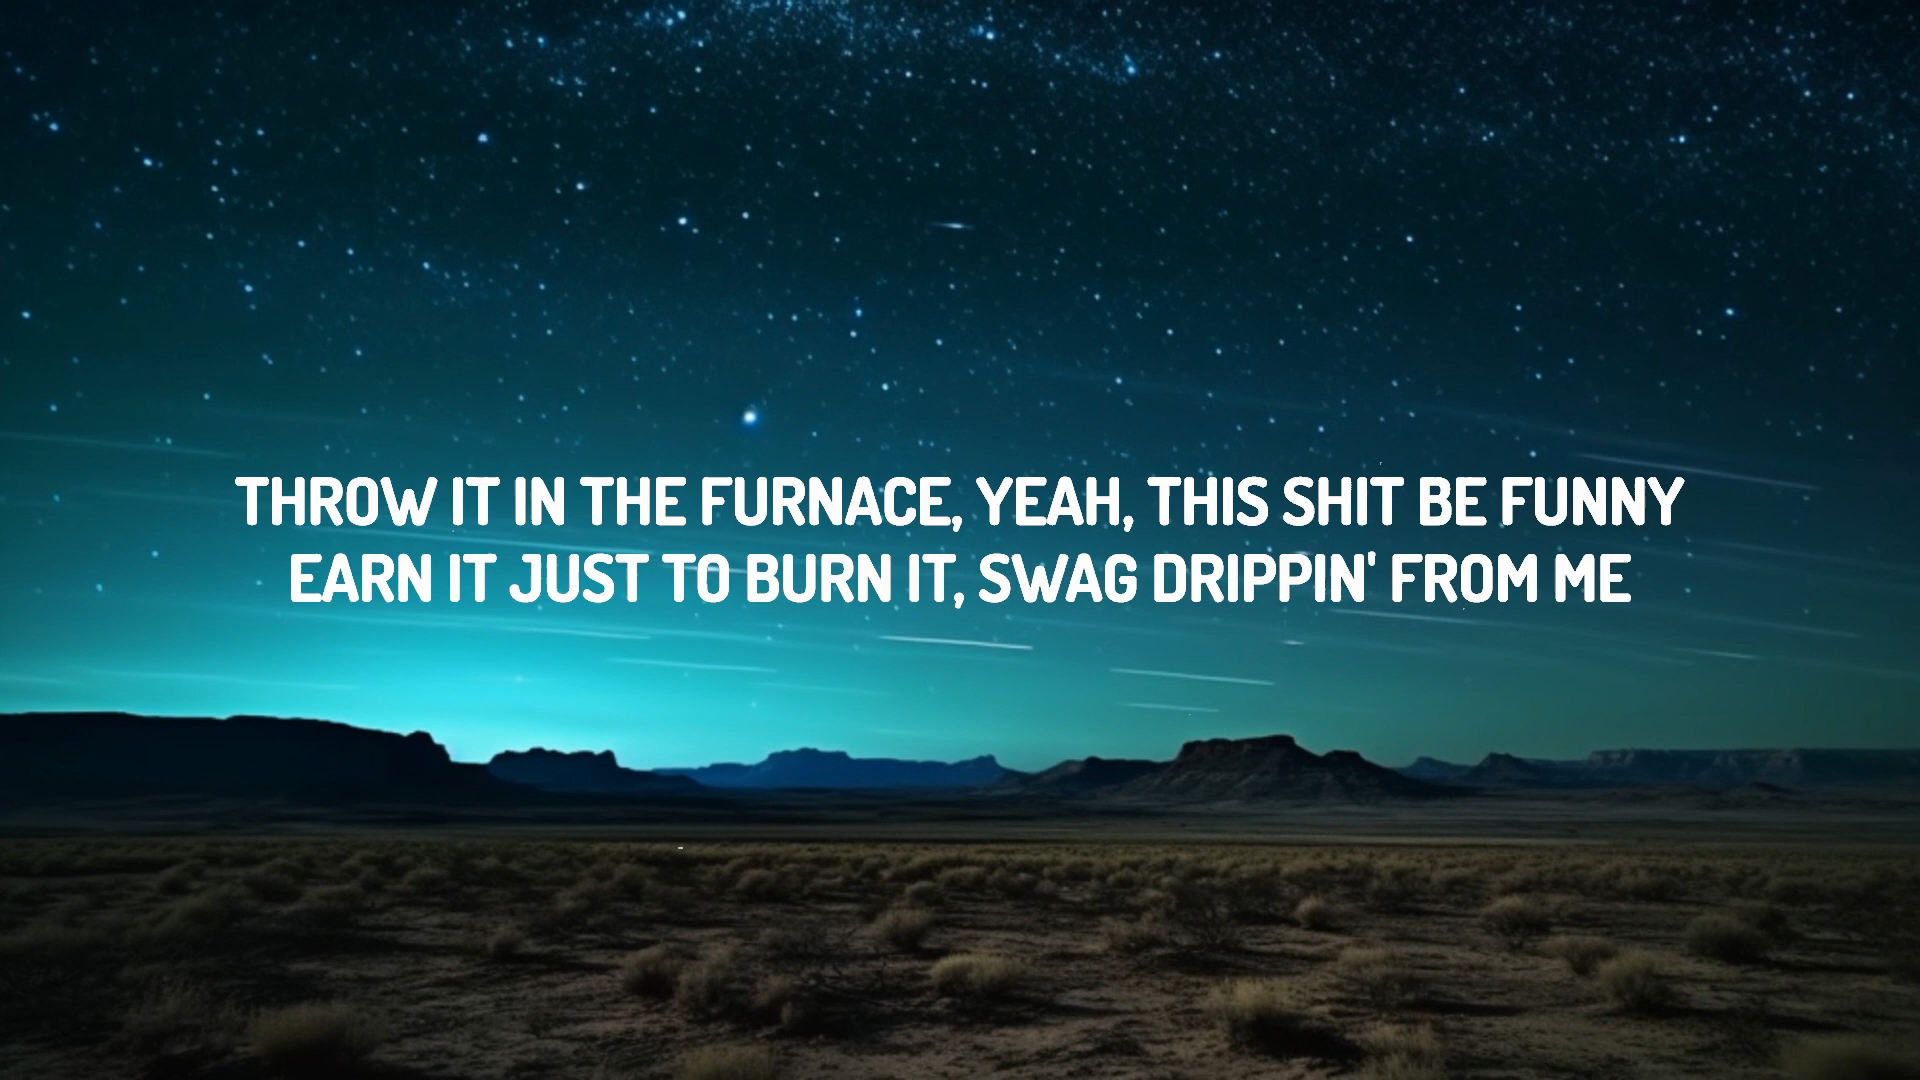 THROW IT IN THE FURNACE, YEAH, THIS SHIT BE FUNNY
EARN IT JUST TO BURN IT, SWAG DRIPPIN' FROM ME